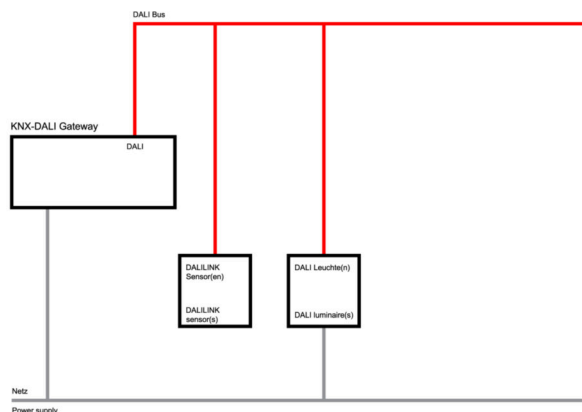 DALI Bus
KNX-DALI Gateway
DALI
DALILINK
Sensor(en)
DALILINK
sensor(s)
DALI Leuchte(n)
DALI luminaire(s)
Netz
Power supply